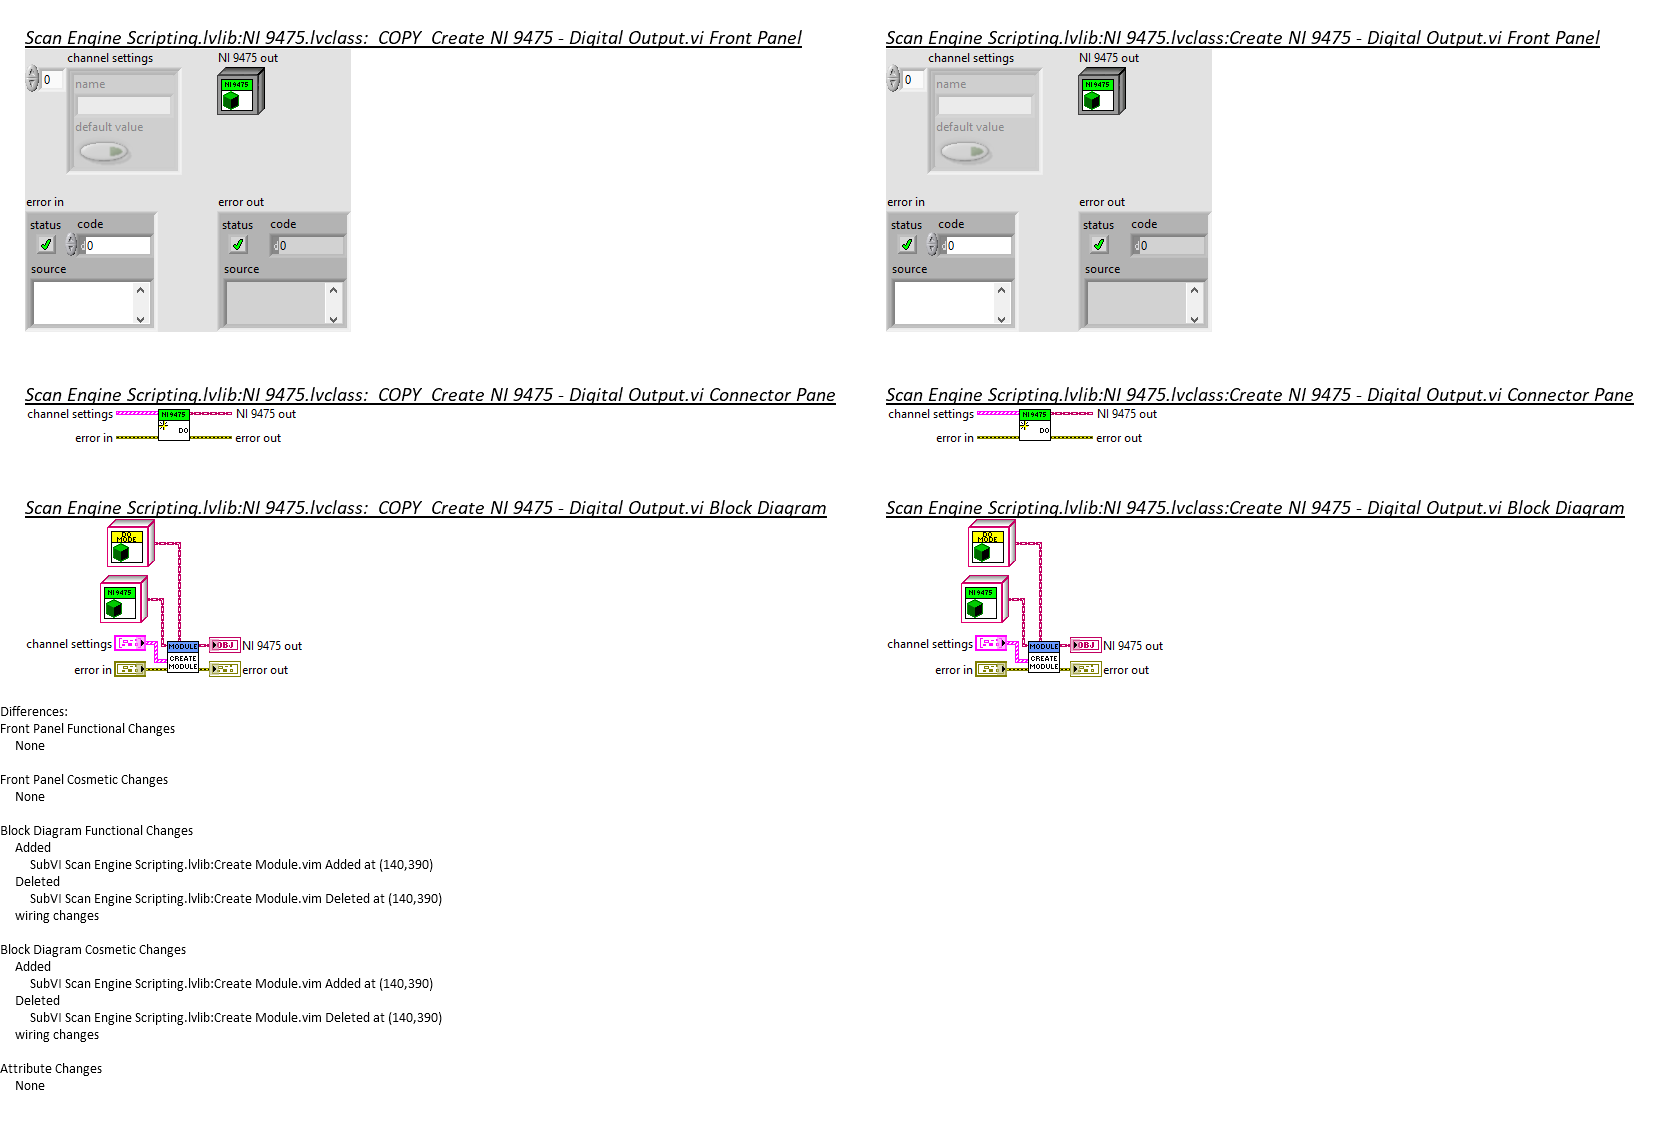 Scan Engine Scripting.lvlib:NI 9475.lvclass:_COPY_Create NI 9475 - Digital Output.vi Front Panel
channel settings
NI 9475 out
0
name
NI 9475
default value
error in
error out
status
code
status
code
d 0
d 0
source
source
Scan Engine Scripting.lvlib:NI 9475.lvclass:Create NI 9475 - Digital Output.vi Front Panel
channel settings
NI 9475 out
0
name
NI 9475
default value
error in
error out
status
code
status
code
d 0
d 0
source
source
Scan Engine Scripting.lvlib:NI 9475.lvclass:_COPY_Create NI 9475 - Digital Output.vi Connector Pane
channel settings
NI 9475
NI 9475 out
DO
error in
error out
Scan Engine Scripting.lvlib:NI 9475.lvclass:Create NI 9475 - Digital Output.vi Connector Pane
channel settings
NI 9475
NI 9475 out
DO
error in
error out
Scan Engine Scripting.lvlib:NI 9475.lvclass:_COPY_Create NI 9475 - Digital Output.vi Block Diagram
DO
MODE
NI 9475
channel settings
MODULE
OBJ
NI 9475 out
CREATE
MODULE
error in
error out
Scan Engine Scripting.lvlib:NI 9475.lvclass:Create NI 9475 - Digital Output.vi Block Diagram
DO
MODE
NI 9475
channel settings
MODULE
OBJ
NI 9475 out
CREATE
MODULE
error in
error out
Differences:
Front Panel Functional Changes
None
Front Panel Cosmetic Changes
None
Block Diagram Functional Changes
Added
SubVI Scan Engine Scripting.lvlib:Create Module.vim Added at (140,390)
Deleted
SubVI Scan Engine Scripting.lvlib:Create Module.vim Deleted at (140,390)
wiring changes
Block Diagram Cosmetic Changes
Added
SubVI Scan Engine Scripting.lvlib:Create Module.vim Added at (140,390)
Deleted
SubVI Scan Engine Scripting.lvlib:Create Module.vim Deleted at (140,390)
wiring changes
Attribute Changes
None